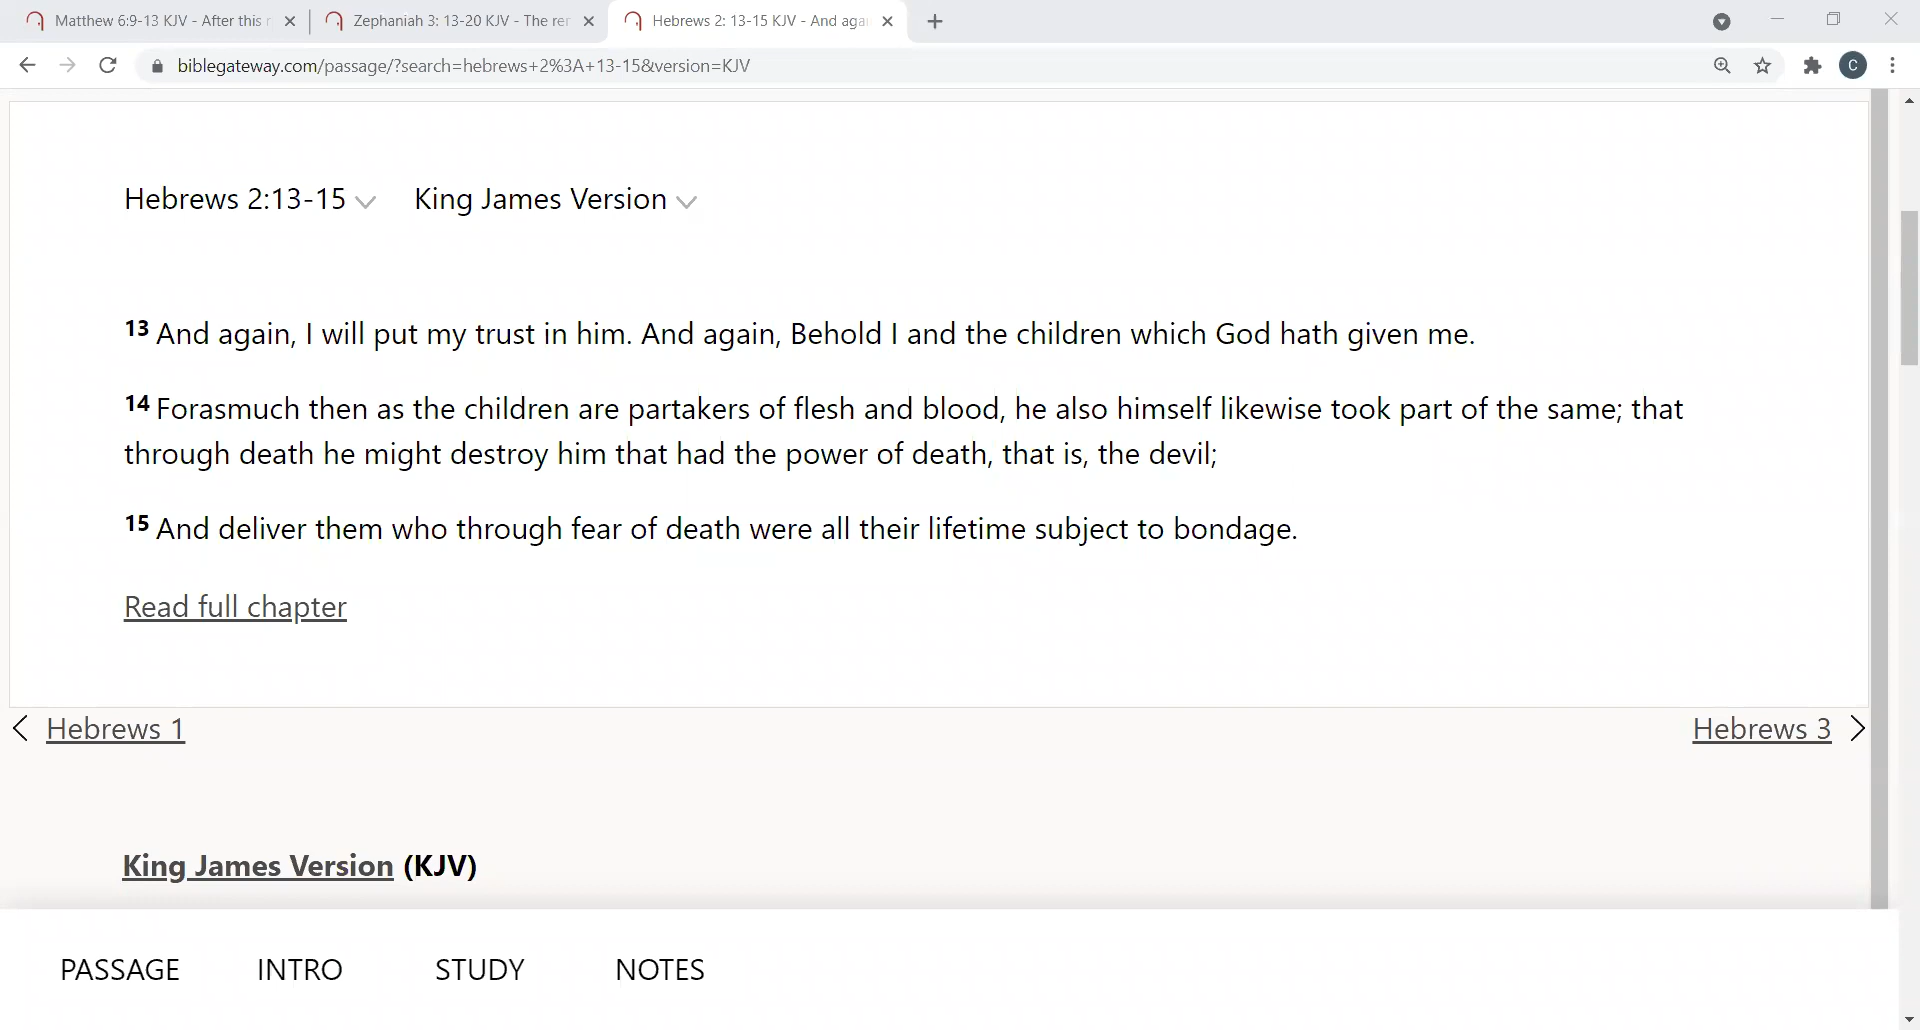 Matthew 6:9-13 KJV - After this
Zephaniah 3: 13-20 KJV - The rem
Hebrews 2: 13-15 KJV - And agai
biblegateway.com/passage/?search=hebrews+2%3A+13-15&version=KJV
C
Hebrews 2:13-15 King James Version
13 And again, I will put my trust in him. And again, Behold I and the children which God hath given me.
14 Forasmuch then as the children are partakers of flesh and blood, he also himself likewise took part of the same; that
through death he might destroy him that had the power of death, that is, the devil;
15 And deliver them who through fear of death were all their lifetime subject to bondage.
Read full chapter
Hebrews 1
Hebrews 3
King James Version (KJV)
PASSAGE INTRO STUDY NOTES